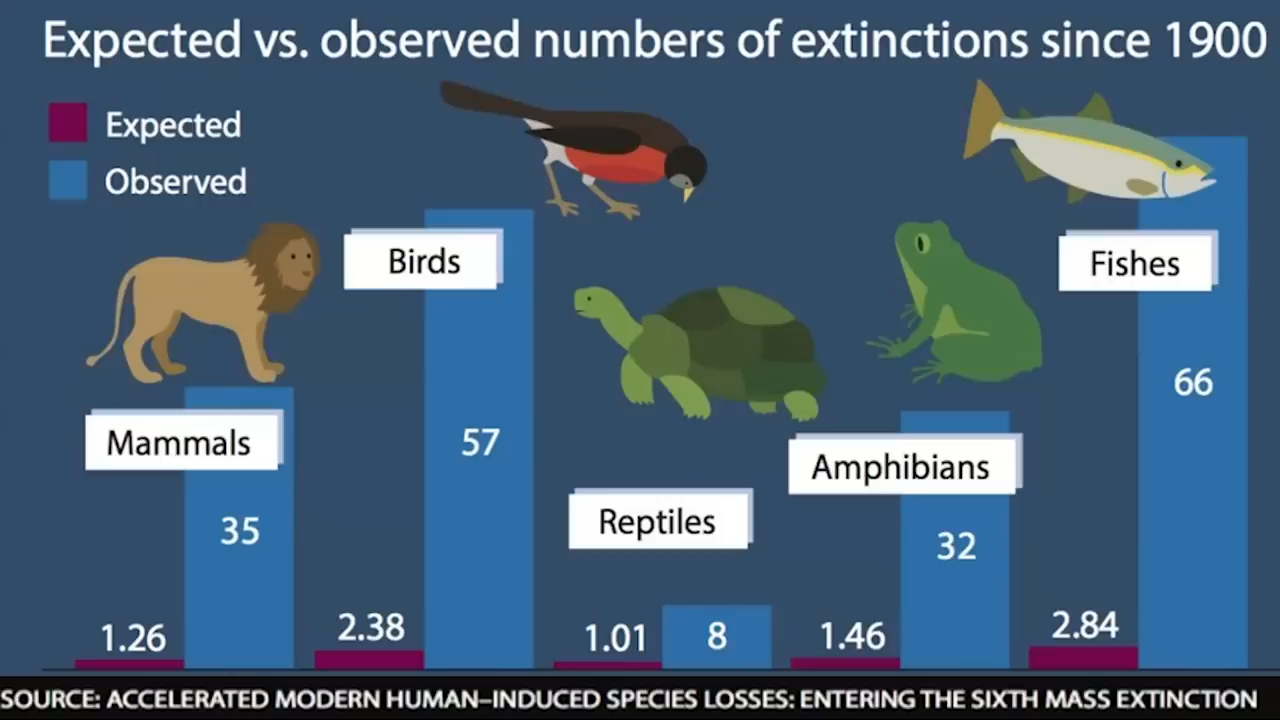 Expected vs. observed numbers of extinctions since 1900
Expected
Observed
Mammals
1.26
35
Birds
2.38
57
Reptiles
1.01
8
Amphibians
1.46
32
Fishes
2.84
66
SOURCE: ACCELERATED MODERN HUMAN–INDUCED SPECIES LOSSES: ENTERING THE SIXTH MASS EXTINCTION